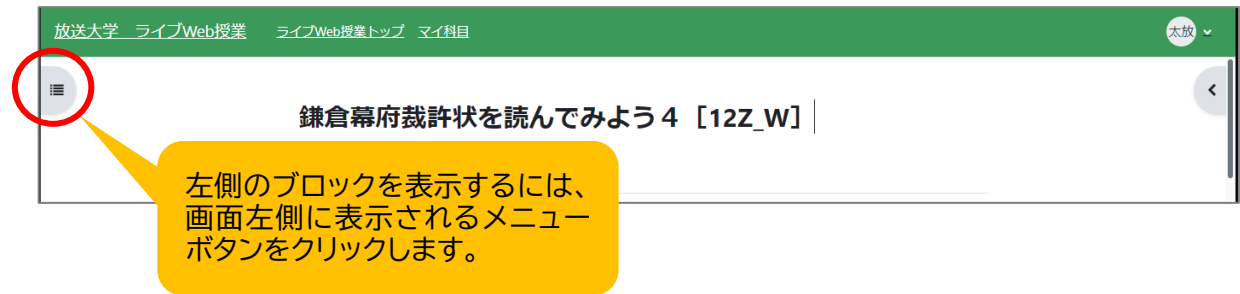 放送大学 ライブWeb授業 ライブWeb授業トップ マイ科目 太放
鎌倉幕府裁許状を読んでみよう４［12Z_W］
左側のブロックを表示するには、
画面左側に表示されるメニュー
ボタンをクリックします。